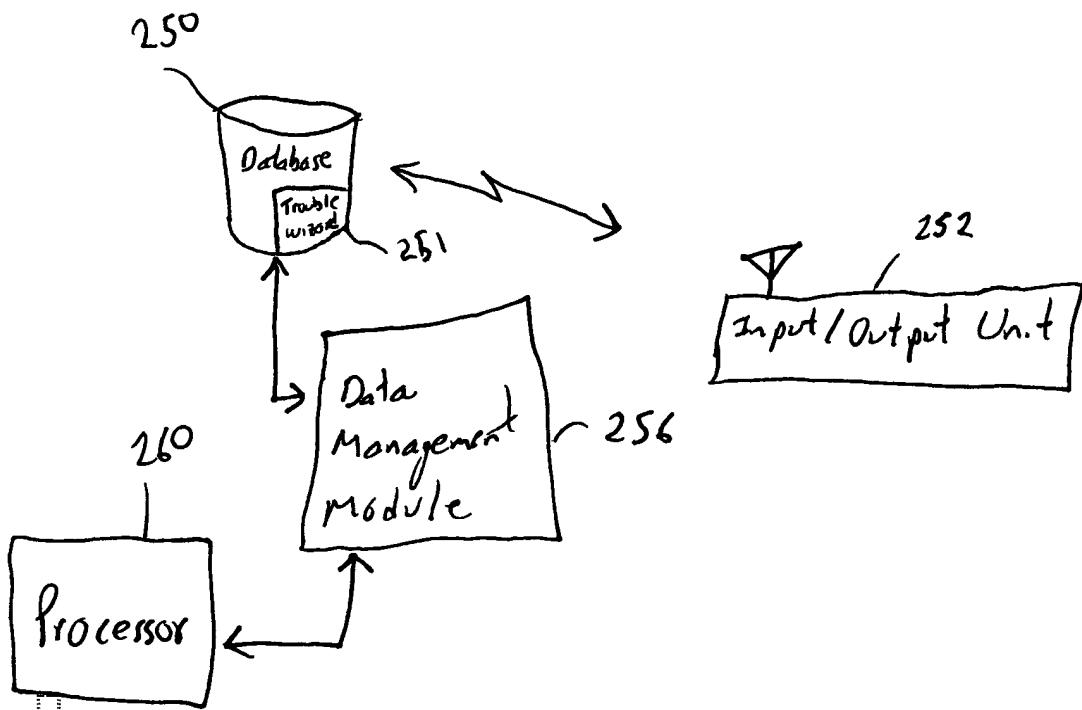 250
Database
Trouble
wizard
251
252
Input/Output Unit
Data
Management
Module
256
260
Processor